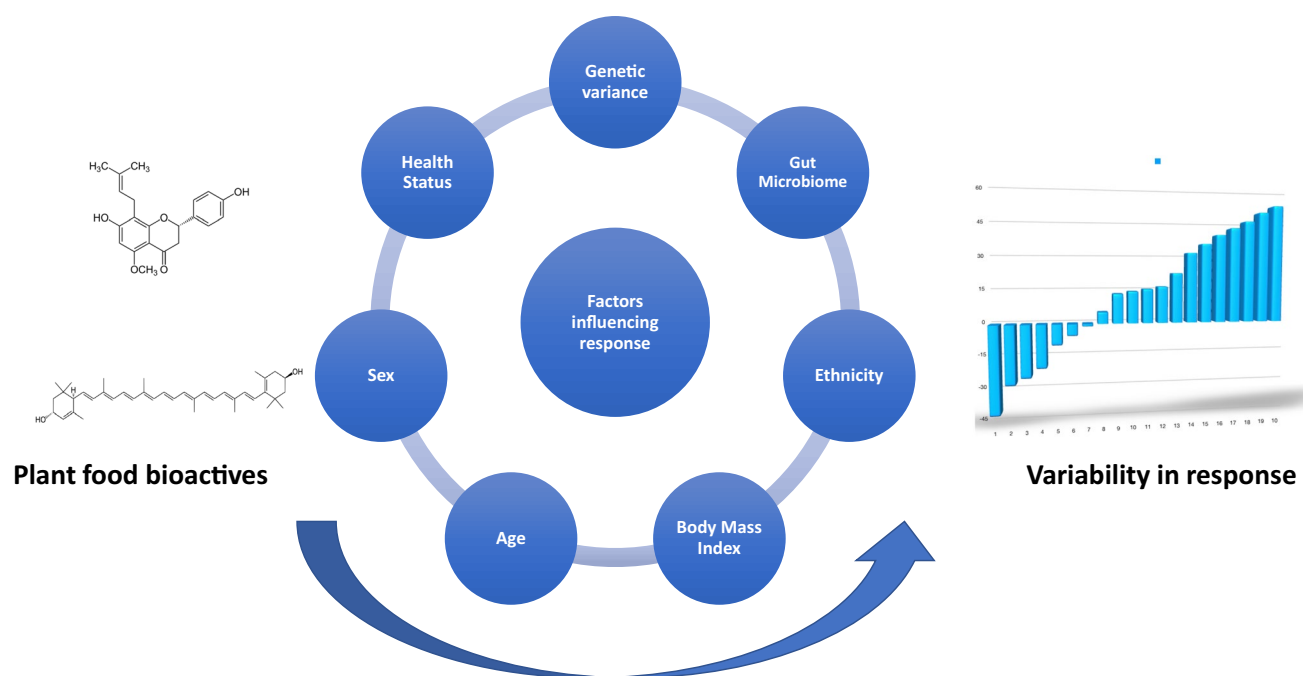 Genetic
variance
Health
Status
Gut
Microbiome
Factors
influencing
response
Sex
Ethnicity
Age
Body Mass
Index
H₃C
CH₃
OH
HO
O
OCH₃
O
H
OH
HO
Plant food bioactives
60
45
30
15
0
-15
-30
-45
1 2 3 4 5 6 7 8 9 10 11 12 13 14 15 16 17 18 19 10
Variability in response